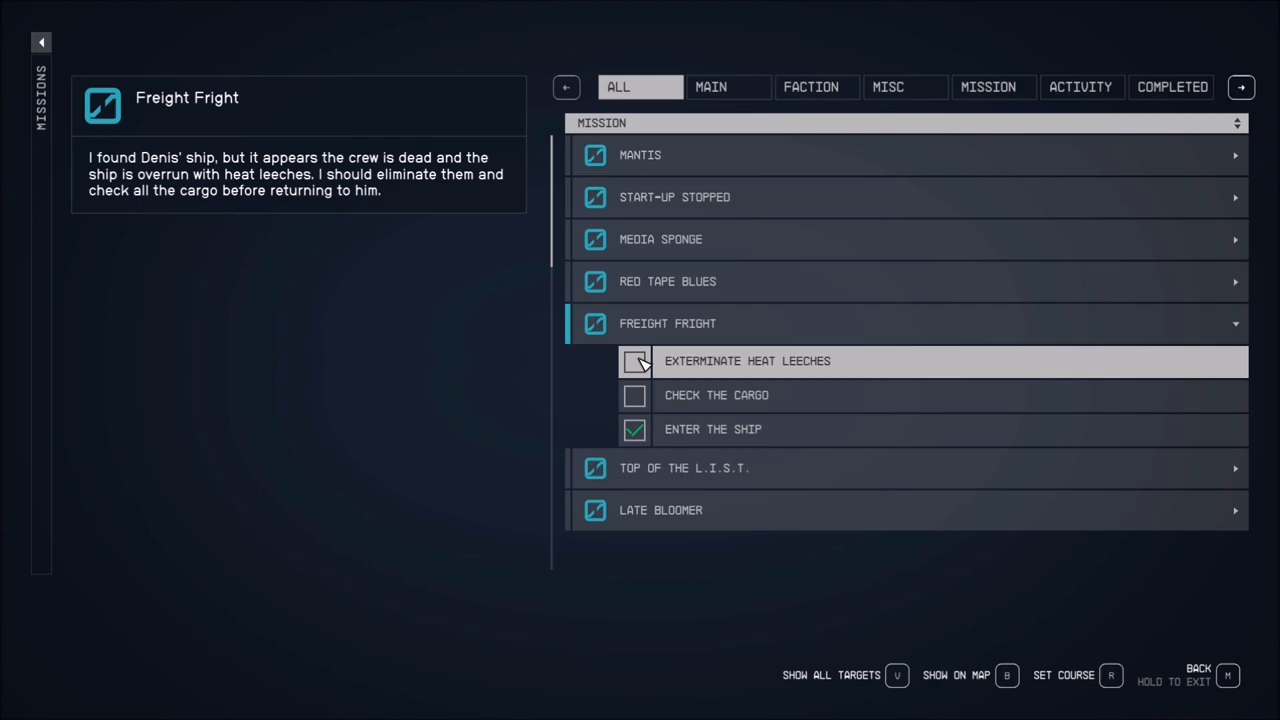 MISSIONS
Freight Fright
I found Denis' ship, but it appears the crew is dead and the
ship is overrun with heat leeches. I should eliminate them and
check all the cargo before returning to him.
ALL MAIN FACTION MISC MISSION ACTIVITY COMPLETED
MISSION
MANTIS
START-UP STOPPED
MEDIA SPONGE
RED TAPE BLUES
FREIGHT FRIGHT
EXTERMINATE HEAT LEECHES
CHECK THE CARGO
ENTER THE SHIP
TOP OF THE L.I.S.T.
LATE BLOOMER
SHOW ALL TARGETS V SHOW ON MAP B SET COURSE R BACK M
HOLD TO EXIT